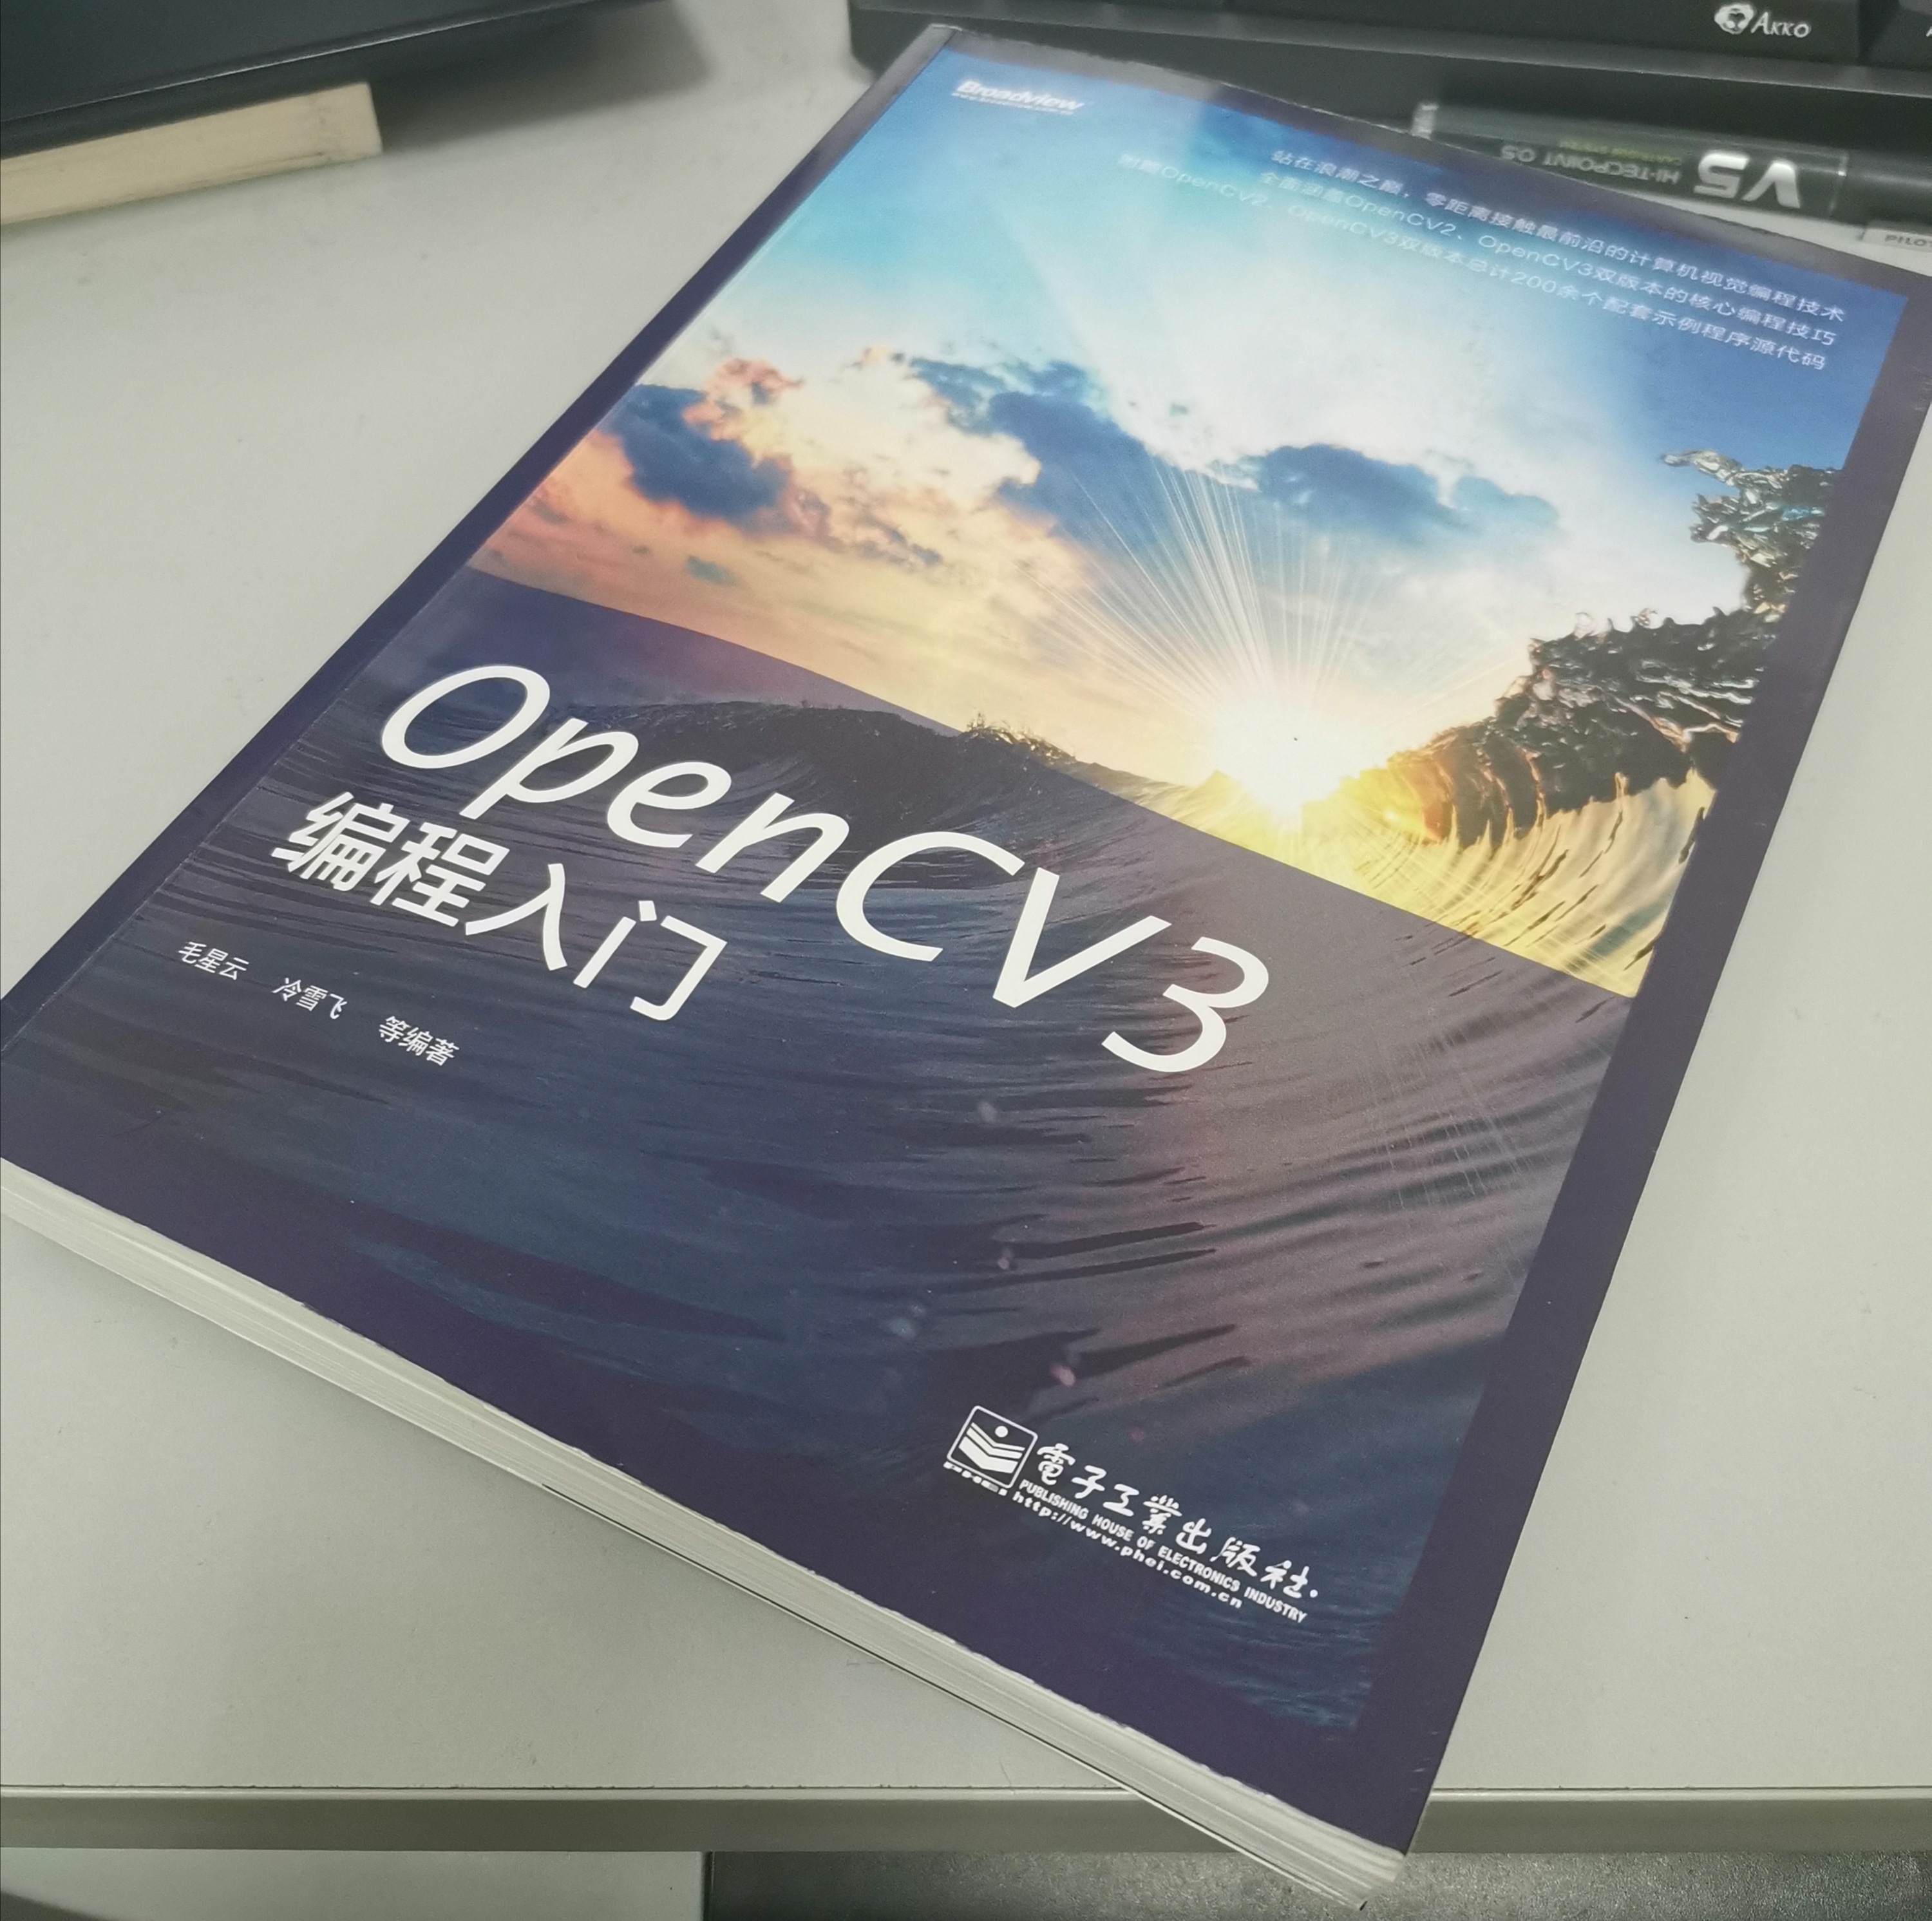 AKKO
V5
HI-TECPOINT 05
PILOT
Broadview
站在浪潮之巅，零距离接触最前沿的计算机视觉编程技术
全面涵盖OpenCV2、OpenCV3双版本的核心编程技巧
附赠OpenCV2、OpenCV3双版本总计200余个配套示例程序源代码
OpenCV3
编程入门
毛星云 冷雪飞 等编著
PHEI
電子工業出版社
PUBLISHING HOUSE OF ELECTRONICS INDUSTRY
http://www.phei.com.cn